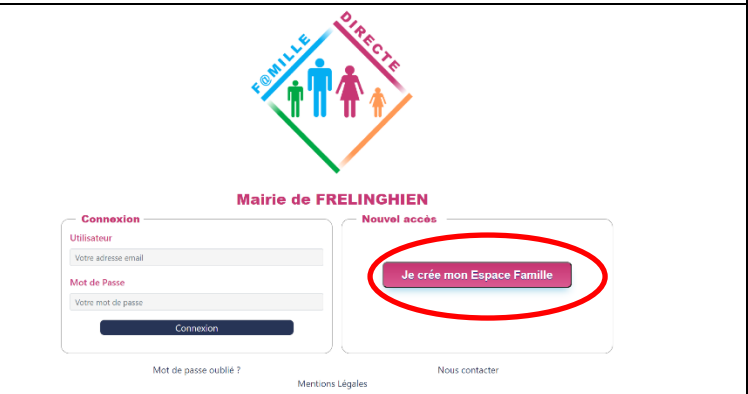 F@MILLE
DIRECTE
Mairie de FRELINGHIEN
Connexion
Utilisateur
Votre adresse email
Mot de Passe
Votre mot de passe
Connexion
Nouvel accès
Je crée mon Espace Famille
Mot de passe oublié ?
Nous contacter
Mentions Légales